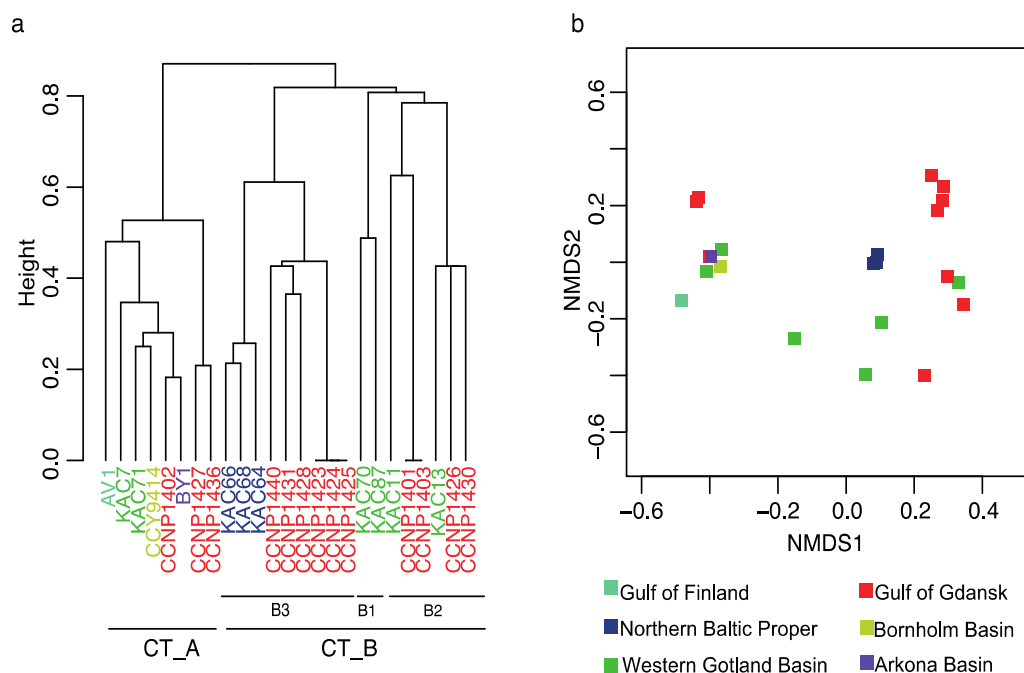 a
b
Height
0.0
0.2
0.4
0.6
0.8
AV1
KAC7
KAC71
CCY9414
CCNP1402
BY1
CCNP1427
CCNP1436
KAC66
KAC68
KAC64
CCNP1440
CCNP1431
CCNP1428
CCNP1423
CCNP1424
CCNP1425
KAC70
KAC87
KAC11
CCNP1401
CCNP1403
KAC13
CCNP1426
CCNP1430
B3
B1
B2
CT_A
CT_B
NMDS2
0.6
0.2
−0.2
−0.6
−0.6
−0.2
0.0
0.2
0.4
NMDS1
Gulf of Finland
Gulf of Gdansk
Northern Baltic Proper
Bornholm Basin
Western Gotland Basin
Arkona Basin